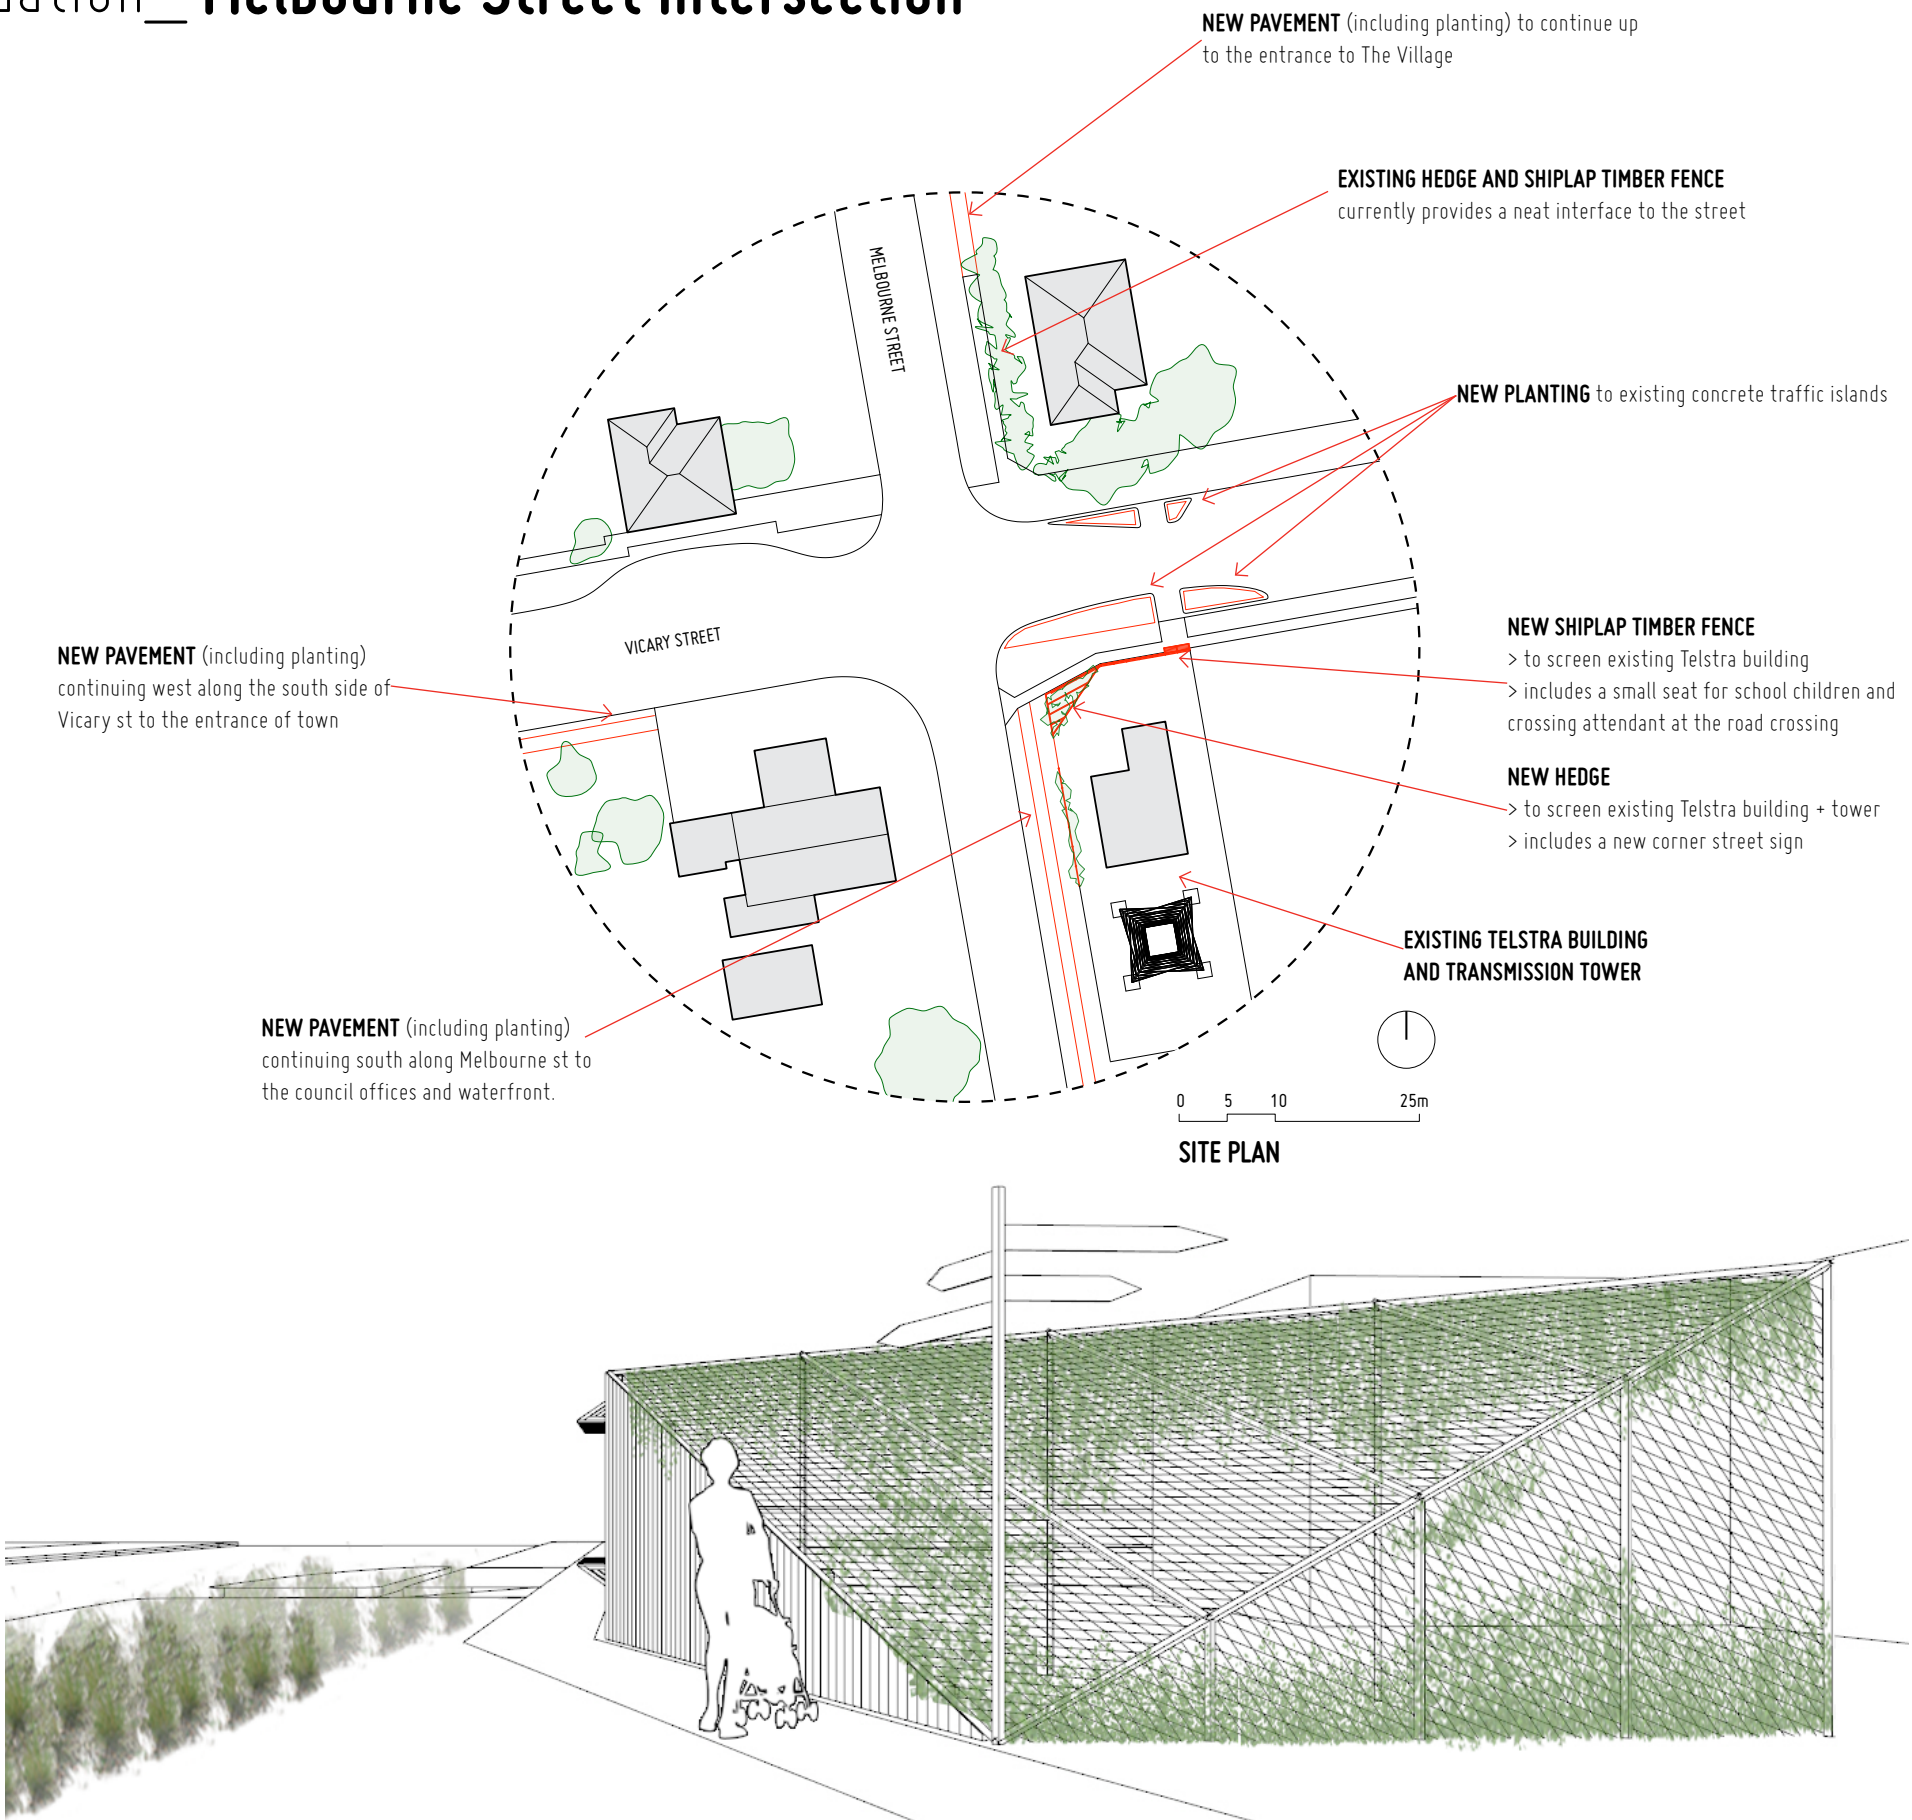 Melbourne Street Intersection
NEW PAVEMENT (including planting) to continue up
to the entrance to The Village
EXISTING HEDGE AND SHIPLAP TIMBER FENCE
currently provides a neat interface to the street
MELBOURNE STREET
NEW PLANTING to existing concrete traffic islands
VICARY STREET
NEW PAVEMENT (including planting)
continuing west along the south side of
Vicary st to the entrance of town
NEW SHIPLAP TIMBER FENCE
> to screen existing Telstra building
> includes a small seat for school children and
crossing attendant at the road crossing
NEW HEDGE
> to screen existing Telstra building + tower
> includes a new corner street sign
EXISTING TELSTRA BUILDING
AND TRANSMISSION TOWER
NEW PAVEMENT (including planting)
continuing south along Melbourne st to
the council offices and waterfront.
0 5 10 25m
SITE PLAN